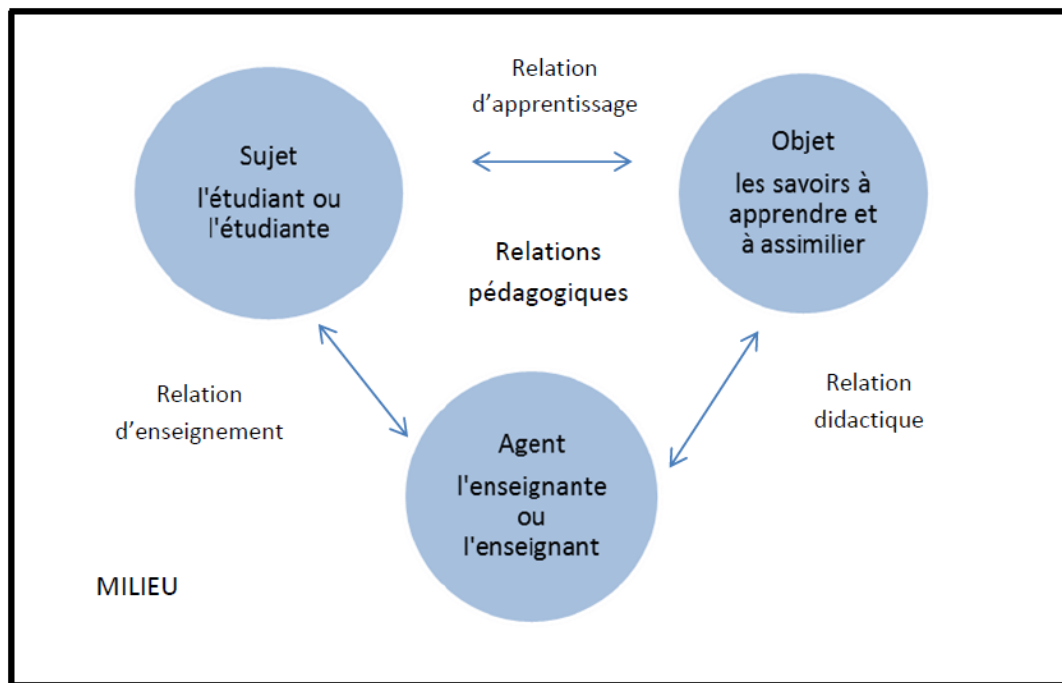 Relation
d’apprentissage
Sujet
l'étudiant ou
l'étudiante
Objet
les savoirs à
apprendre et
à assimilier
Relations
pédagogiques
Relation
d’enseignement
Relation
didactique
Agent
l'enseignante
ou
l'enseignant
MILIEU